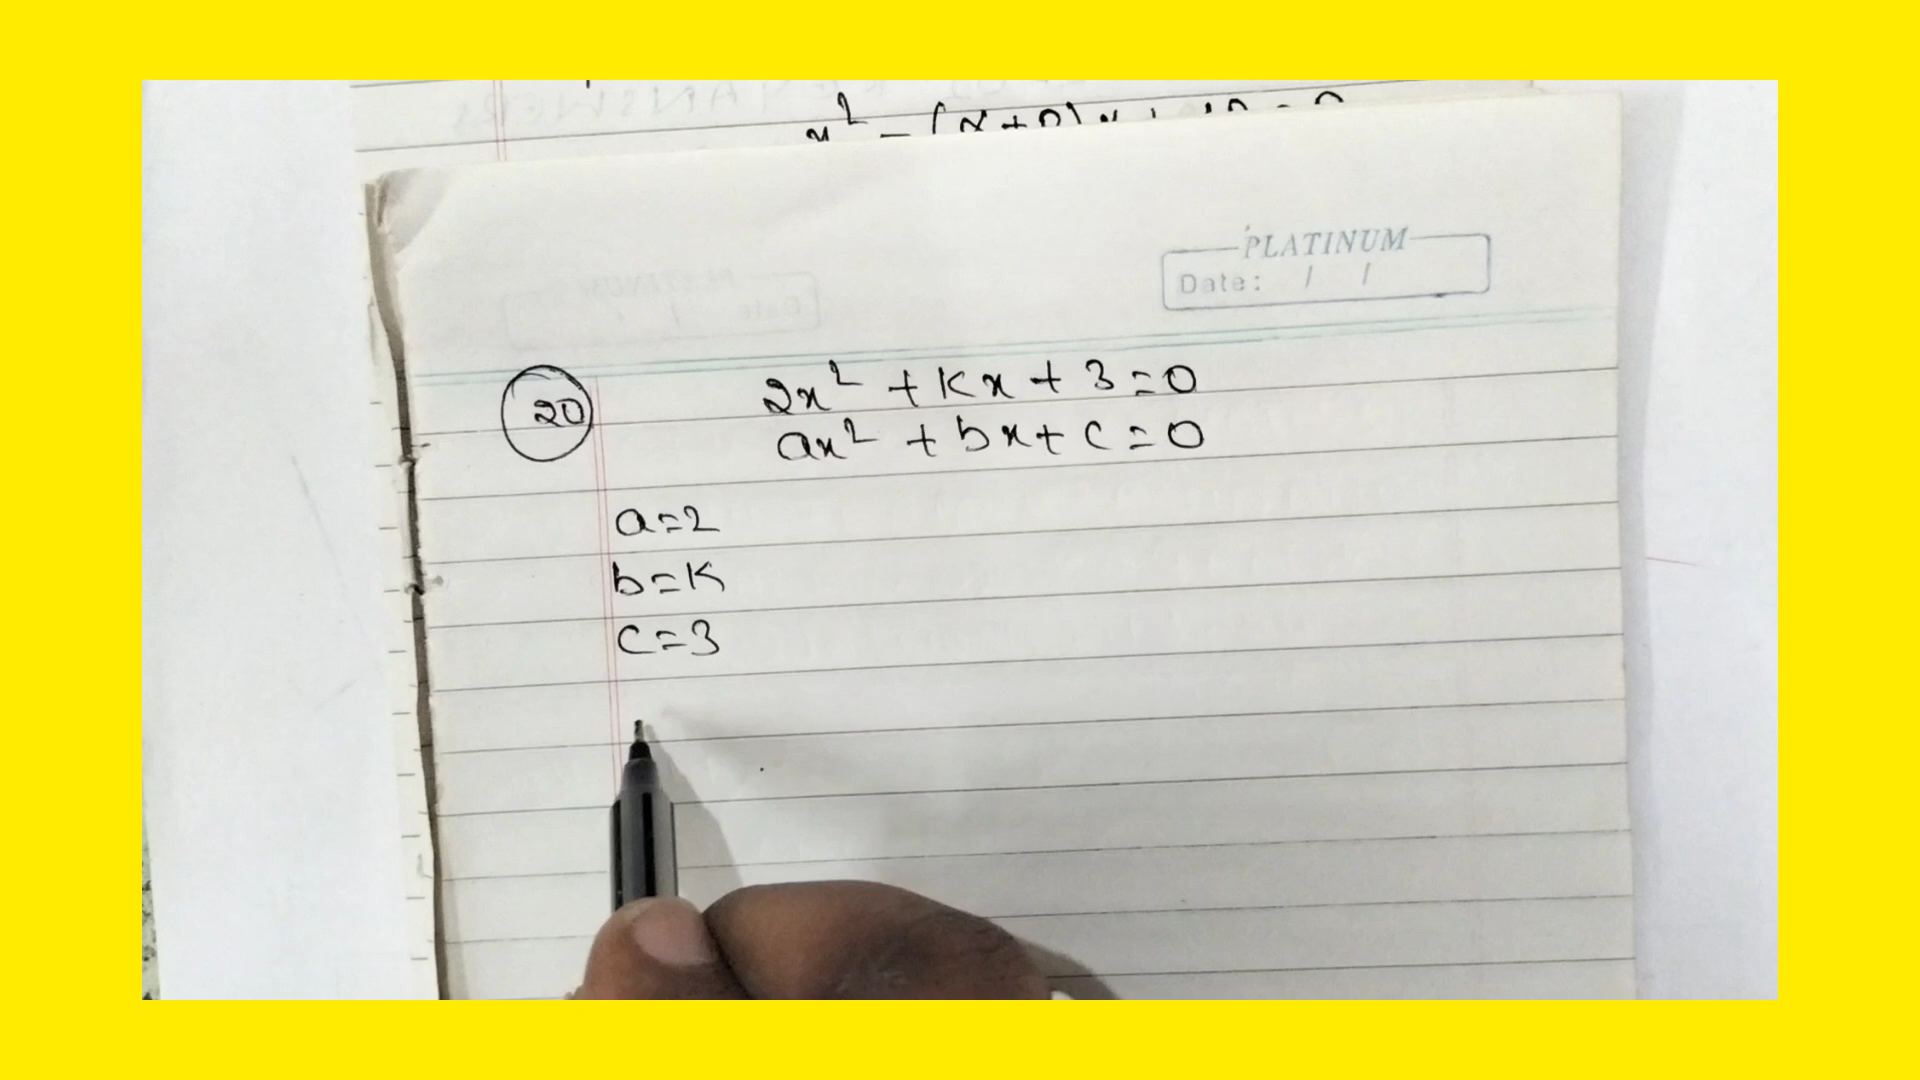 PLATINUM
Date: / /
20
2x² + Kx + 3 = 0
ax² + bx + c = 0
a = 2
b = K
c = 3